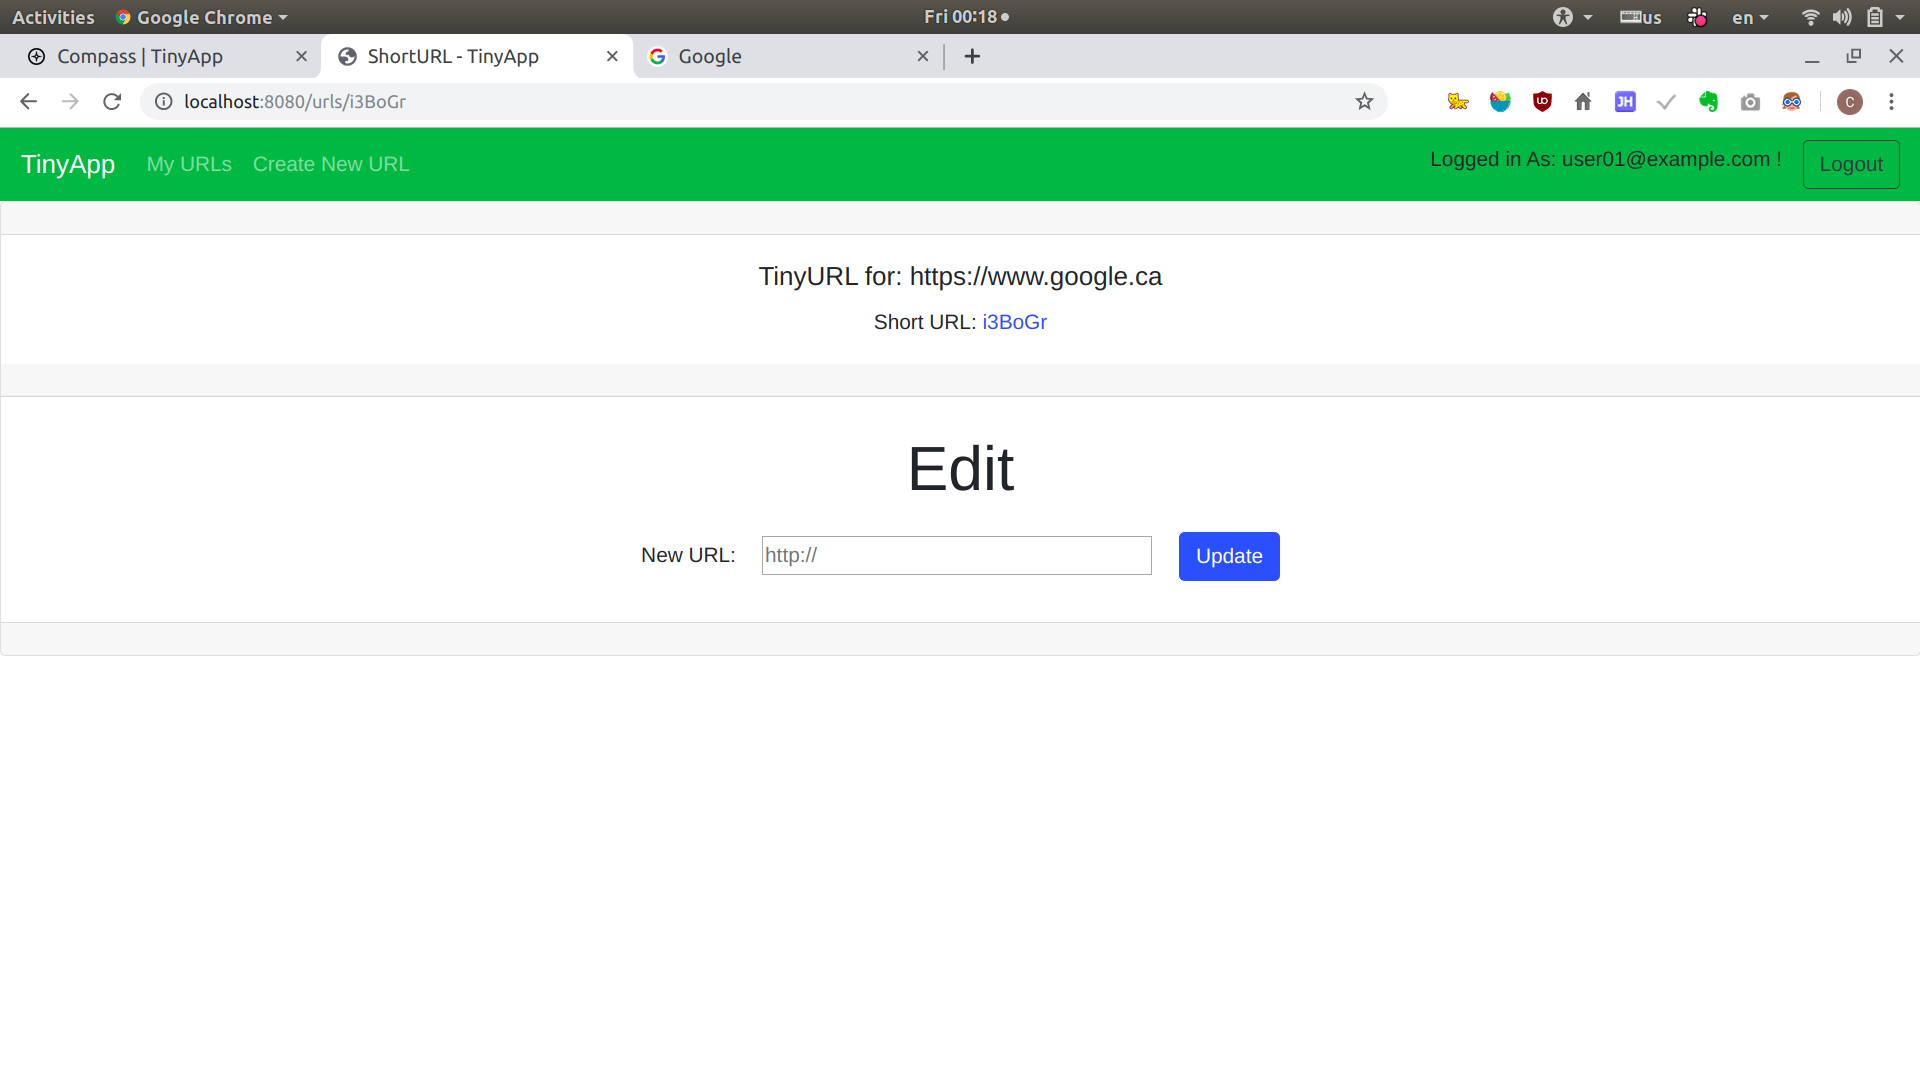 Activities Google Chrome Fri 00:18 us en
Compass | TinyApp ShortURL - TinyApp Google
localhost:8080/urls/i3BoGr UO JH C
TinyApp My URLs Create New URL Logged in As: user01@example.com ! Logout
TinyURL for: https://www.google.ca
Short URL: i3BoGr
Edit
New URL: http:// Update